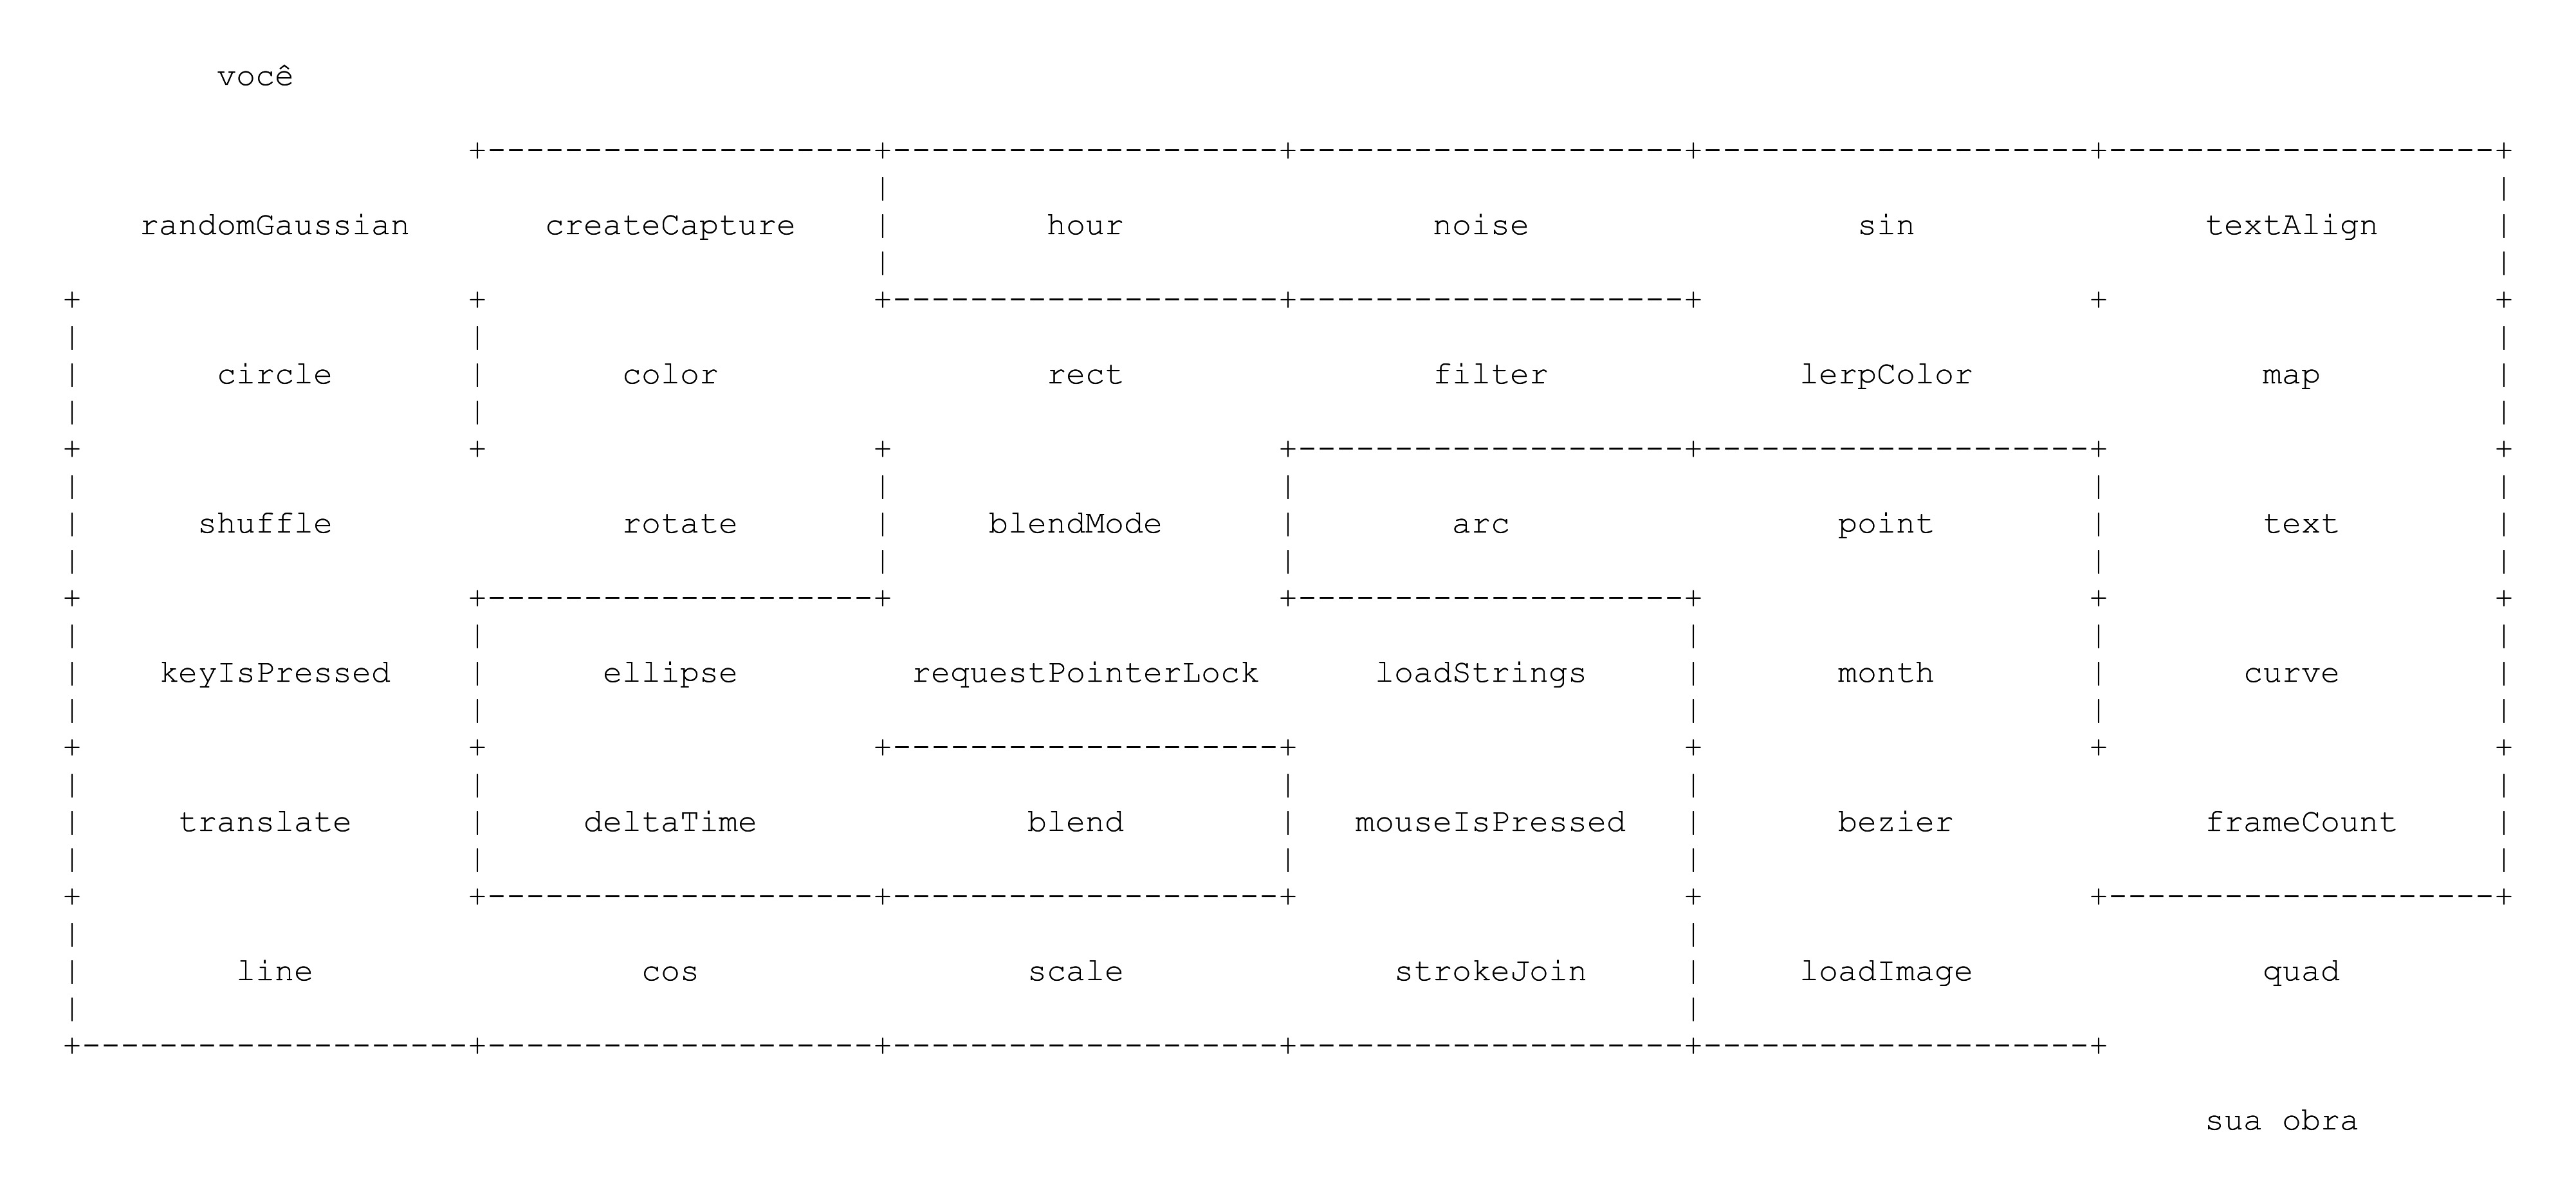 você
randomGaussian createCapture hour noise sin textAlign
circle color rect filter lerpColor map
shuffle rotate blendMode arc point text
keyIsPressed ellipse requestPointerLock loadStrings month curve
translate deltaTime blend mouseIsPressed bezier frameCount
line cos scale strokeJoin loadImage quad
sua obra